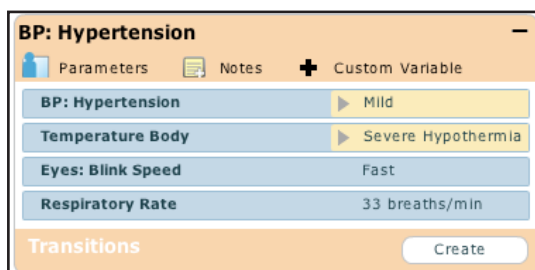 BP: Hypertension
Parameters Notes Custom Variable
BP: Hypertension Mild
Temperature Body Severe Hypothermia
Eyes: Blink Speed Fast
Respiratory Rate 33 breaths/min
Transitions Create